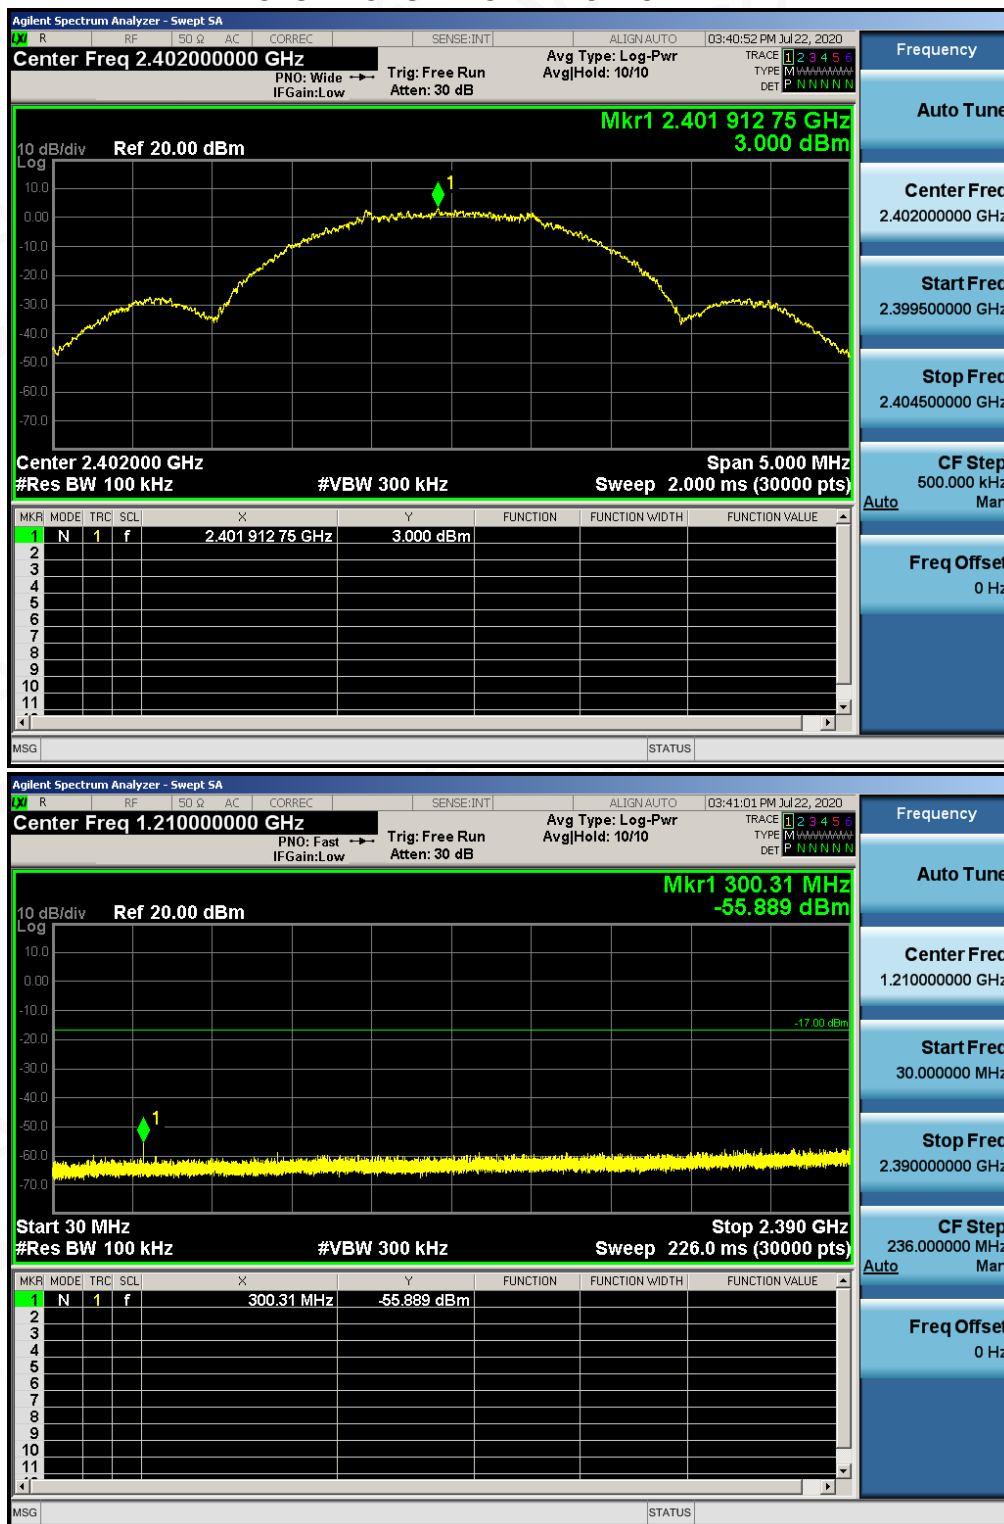 Agilent Spectrum Analyzer - Swept SA
LXI R RF 50 Ω AC CORREC SENSE:INT ALIGN AUTO 03:40:52 PM Jul 22, 2020
Center Freq 2.402000000 GHz
PNO: Wide
IFGain:Low
Trig: Free Run
Atten: 30 dB
Avg Type: Log-Pwr
Avg|Hold: 10/10
TRACE 1 2 3 4 5 6
TYPE M
DET P N N N N N
Mkr1 2.401 912 75 GHz
3.000 dBm
10 dB/div Ref 20.00 dBm
Log
10.0
0.00
-10.0
-20.0
-30.0
-40.0
-50.0
-60.0
-70.0
1
Center 2.402000 GHz Span 5.000 MHz
#Res BW 100 kHz #VBW 300 kHz Sweep 2.000 ms (30000 pts)
MKR MODE TRC SCL X Y FUNCTION FUNCTION WIDTH FUNCTION VALUE
1 N 1 f 2.401 912 75 GHz 3.000 dBm
2
3
4
5
6
7
8
9
10
11
MSG STATUS
Frequency
Auto Tune
Center Freq
2.402000000 GHz
Start Freq
2.399500000 GHz
Stop Freq
2.404500000 GHz
CF Step
500.000 kHz
Auto Man
Freq Offset
0 Hz
Agilent Spectrum Analyzer - Swept SA
LXI R RF 50 Ω AC CORREC SENSE:INT ALIGN AUTO 03:41:01 PM Jul 22, 2020
Center Freq 1.210000000 GHz
PNO: Fast
IFGain:Low
Trig: Free Run
Atten: 30 dB
Avg Type: Log-Pwr
Avg|Hold: 10/10
TRACE 1 2 3 4 5 6
TYPE M
DET P N N N N N
Mkr1 300.31 MHz
-55.889 dBm
10 dB/div Ref 20.00 dBm
Log
10.0
0.00
-10.0
-20.0
-30.0
-40.0
-50.0
-60.0
-70.0
-17.00 dBm
1
Start 30 MHz Stop 2.390 GHz
#Res BW 100 kHz #VBW 300 kHz Sweep 226.0 ms (30000 pts)
MKR MODE TRC SCL X Y FUNCTION FUNCTION WIDTH FUNCTION VALUE
1 N 1 f 300.31 MHz -55.889 dBm
2
3
4
5
6
7
8
9
10
11
MSG STATUS
Frequency
Auto Tune
Center Freq
1.210000000 GHz
Start Freq
30.000000 MHz
Stop Freq
2.390000000 GHz
CF Step
236.000000 MHz
Auto Man
Freq Offset
0 Hz